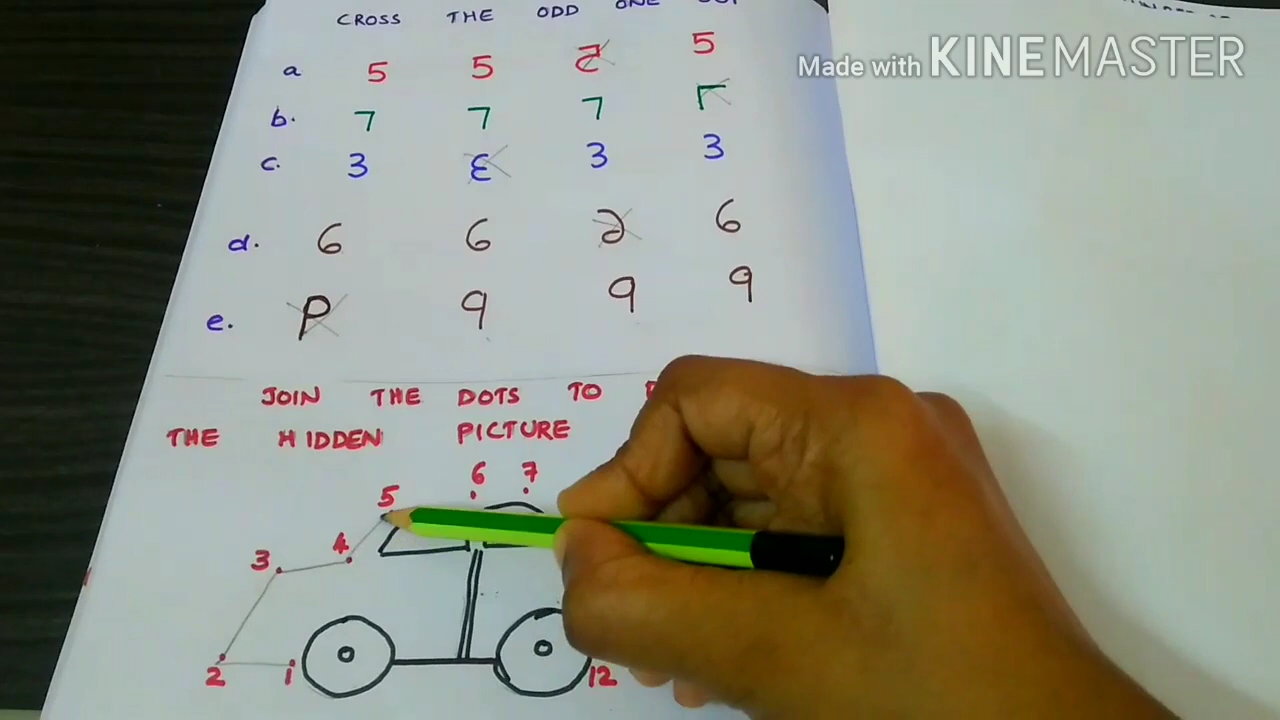 CROSS THE ODD ONE OUT
Made with KINEMASTER
a 5 5 5
b. 7 7 7
c. 3 Ɛ 3 3
d. 6 6 6
e. 9 9 9
JOIN THE DOTS TO
THE HIDDEN PICTURE
6 7
5
4
3
2 1 12